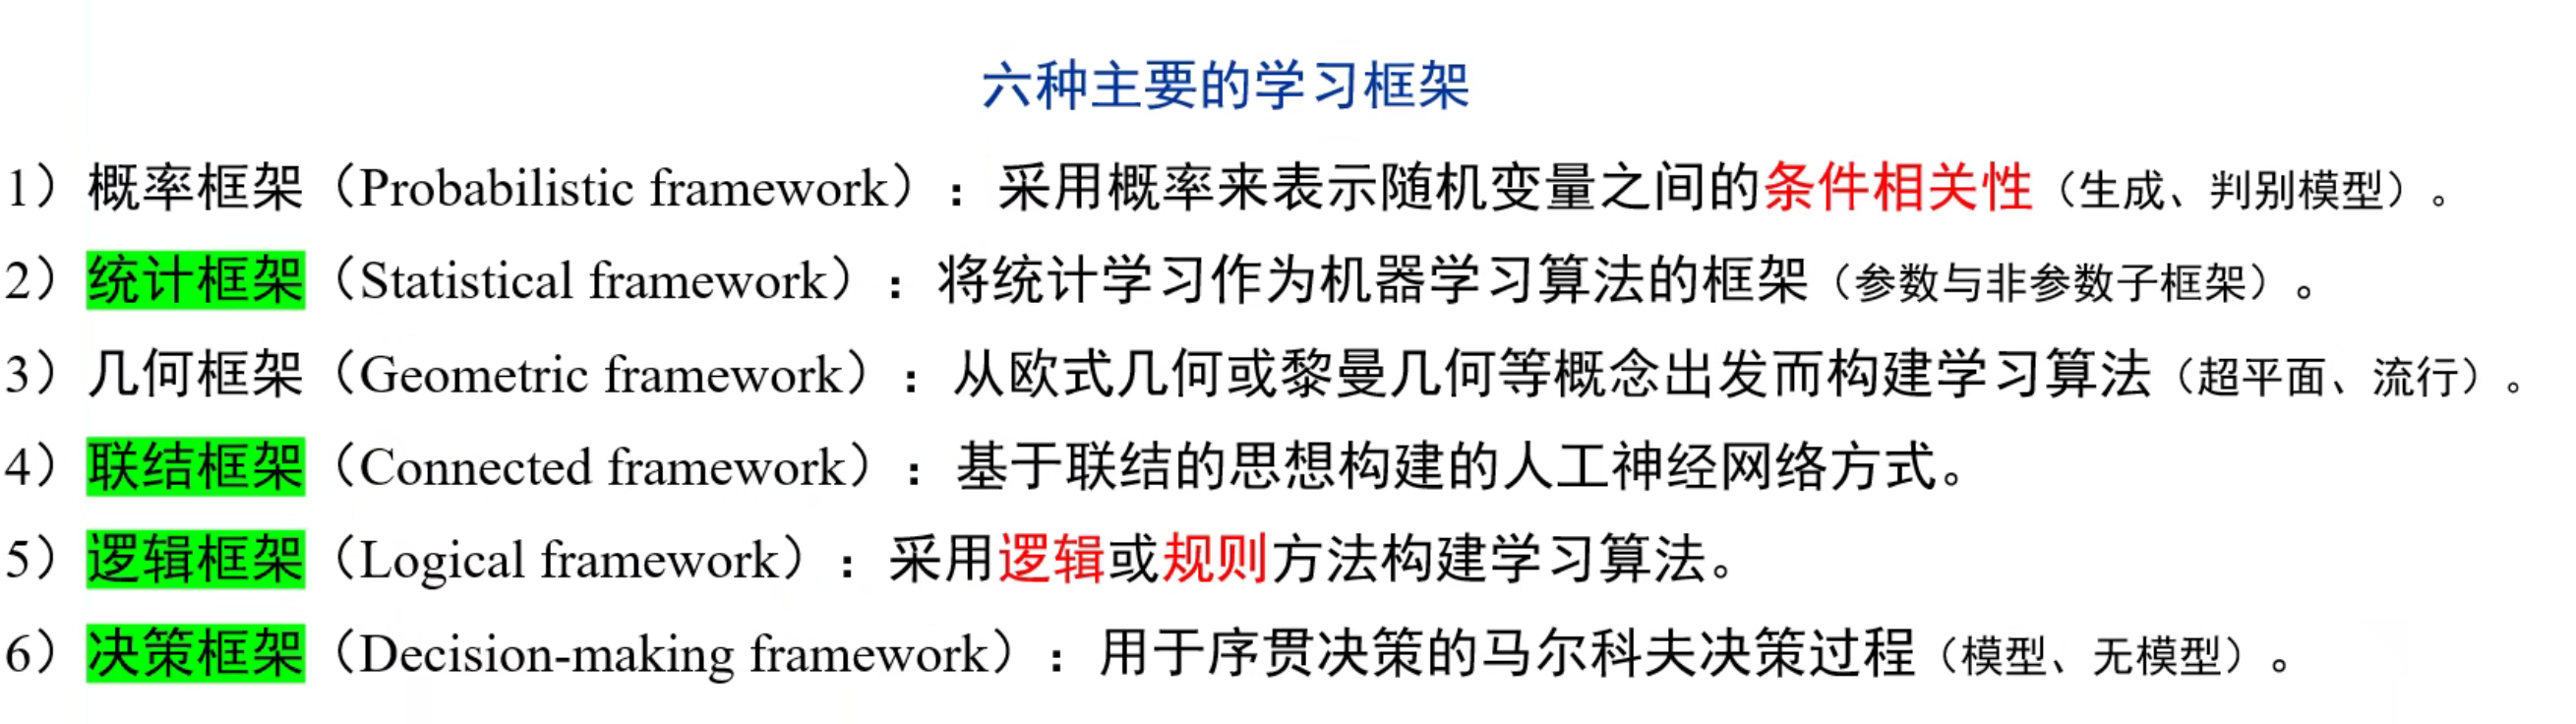 六种主要的学习框架
1）概率框架（Probabilistic framework）：采用概率来表示随机变量之间的条件相关性（生成、判别模型）。
2）统计框架（Statistical framework）：将统计学习作为机器学习算法的框架（参数与非参数子框架）。
3）几何框架（Geometric framework）：从欧式几何或黎曼几何等概念出发而构建学习算法（超平面、流行）。
4）联结框架（Connected framework）：基于联结的思想构建的人工神经网络方式。
5）逻辑框架（Logical framework）：采用逻辑或规则方法构建学习算法。
6）决策框架（Decision-making framework）：用于序贯决策的马尔科夫决策过程（模型、无模型）。